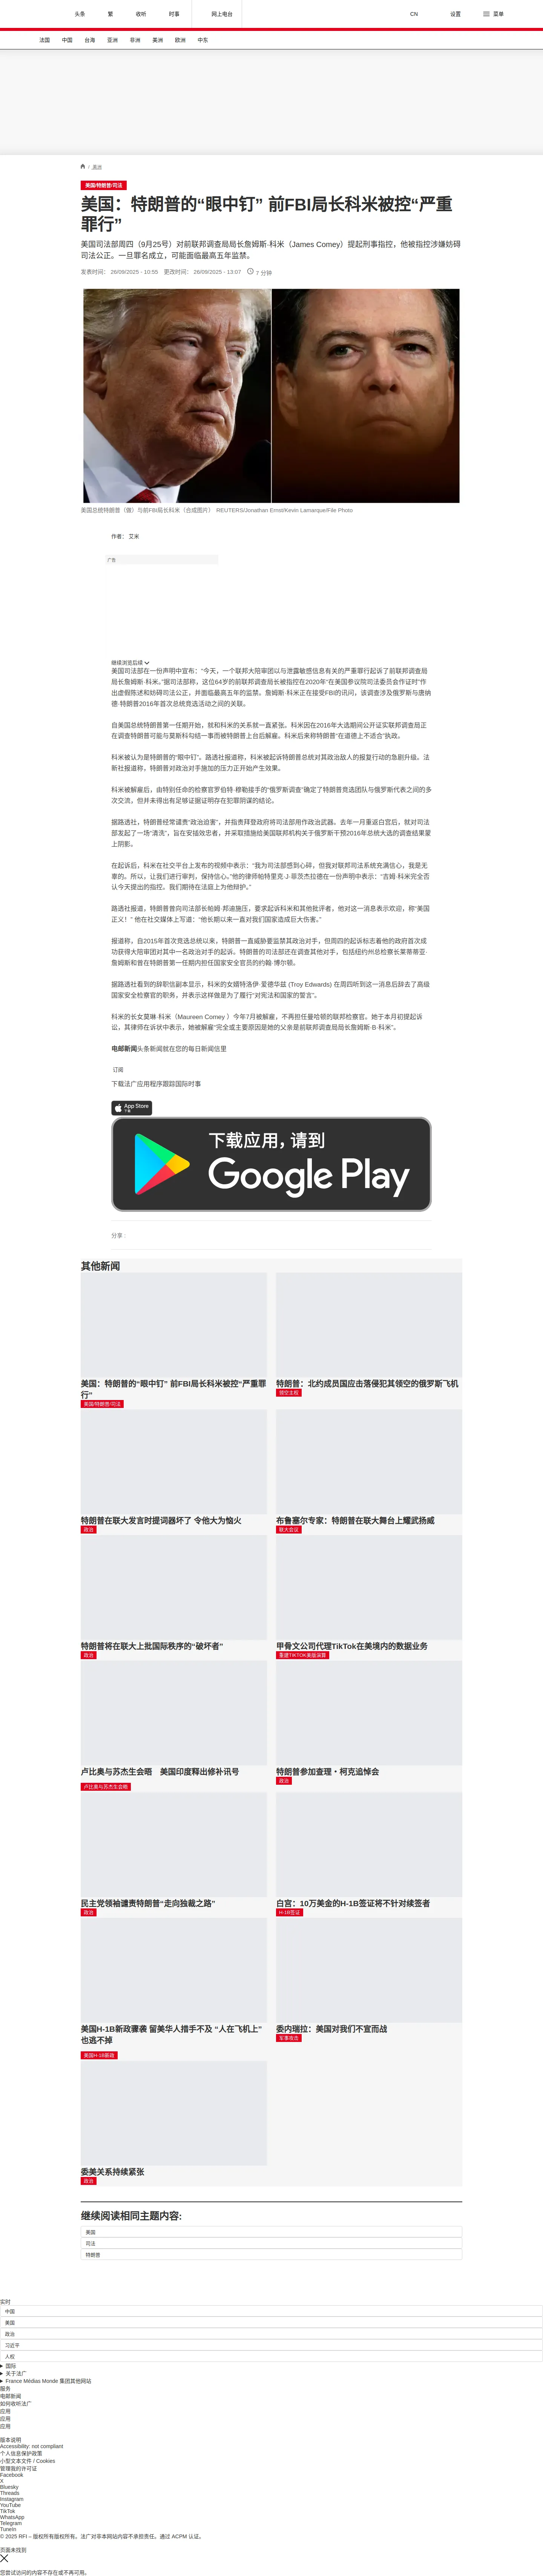 头条
繁
收听
时事
网上电台
CN
设置
菜单
法国
中国
台海
亚洲
非洲
美洲
欧洲
中东
美洲
美国/特朗普/司法
美国：特朗普的“眼中钉” 前FBI局长科米被控“严重
罪行”
美国司法部周四（9月25号）对前联邦调查局局长詹姆斯·科米（James Comey）提起刑事指控，他被指控涉嫌妨碍
司法公正。一旦罪名成立，可能面临最高五年监禁。
发表时间： 26/09/2025 - 10:55 更改时间： 26/09/2025 - 13:07 7 分钟
美国总统特朗普（做）与前FBI局长科米（合成图片） REUTERS/Jonathan Ernst/Kevin Lamarque/File Photo
作者： 艾米
广告
继续浏览后续
美国司法部在一份声明中宣布：“今天，一个联邦大陪审团以与泄露敏感信息有关的严重罪行起诉了前联邦调查局
局长詹姆斯·科米。”据司法部称，这位64岁的前联邦调查局长被指控在2020年“在美国参议院司法委员会作证时”作
出虚假陈述和妨碍司法公正，并面临最高五年的监禁。詹姆斯·科米正在接受FBI的讯问，该调查涉及俄罗斯与唐纳
德·特朗普2016年首次总统竞选活动之间的关联。
自美国总统特朗普第一任期开始，就和科米的关系就一直紧张。科米因在2016年大选期间公开证实联邦调查局正
在调查特朗普可能与莫斯科勾结一事而被特朗普上台后解雇。科米后来称特朗普“在道德上不适合”执政。
科米被认为是特朗普的“眼中钉”。路透社报道称，科米被起诉特朗普总统对其政治敌人的报复行动的急剧升级。法
新社报道称，特朗普对政治对手施加的压力正开始产生效果。
科米被解雇后，由特别任命的检察官罗伯特·穆勒接手的“俄罗斯调查”确定了特朗普竞选团队与俄罗斯代表之间的多
次交流，但并未得出有足够证据证明存在犯罪阴谋的结论。
据路透社，特朗普经常谴责“政治迫害”，并指责拜登政府将司法部用作政治武器。去年一月重返白宫后，就对司法
部发起了一场“清洗”，旨在安插效忠者，并采取措施给美国联邦机构关于俄罗斯干预2016年总统大选的调查结果蒙
上阴影。
在起诉后，科米在社交平台上发布的视频中表示：“我为司法部感到心碎，但我对联邦司法系统充满信心，我是无
辜的。所以，让我们进行审判，保持信心。”他的律师帕特里克·J·菲茨杰拉德在一份声明中表示：“吉姆·科米完全否
认今天提出的指控。我们期待在法庭上为他辩护。”
路透社报道，特朗普曾向司法部长帕姆·邦迪施压，要求起诉科米和其他批评者，他对这一消息表示欢迎，称“美国
正义！” 他在社交媒体上写道：“他长期以来一直对我们国家造成巨大伤害。”
报道称，自2015年首次竞选总统以来，特朗普一直威胁要监禁其政治对手，但周四的起诉标志着他的政府首次成
功获得大陪审团对其中一名政治对手的起诉。特朗普的司法部还在调查其他对手，包括纽约州总检察长莱蒂蒂亚·
詹姆斯和曾在特朗普第一任期内担任国家安全官员的约翰·博尔顿。
据路透社看到的辞职信副本显示，科米的女婿特洛伊·爱德华兹 (Troy Edwards) 在周四听到这一消息后辞去了高级
国家安全检察官的职务，并表示这样做是为了履行“对宪法和国家的誓言”。
科米的长女莫琳·科米（Maureen Comey ）今年7月被解雇，不再担任曼哈顿的联邦检察官。她于本月初提起诉
讼，其律师在诉状中表示，她被解雇“完全或主要原因是她的父亲是前联邦调查局局长詹姆斯·B·科米”。
电邮新闻头条新闻就在您的每日新闻信里
订阅
下载法广应用程序跟踪国际时事
App Store
下载
下载应用，请到
Google Play
分享 :
其他新闻
美国：特朗普的“眼中钉” 前FBI局长科米被控“严重罪
行”
美国/特朗普/司法
特朗普：北约成员国应击落侵犯其领空的俄罗斯飞机
领空主权
特朗普在联大发言时提词器坏了 令他大为恼火
政治
布鲁塞尔专家：特朗普在联大舞台上耀武扬威
联大会议
特朗普将在联大上批国际秩序的“破坏者”
政治
甲骨文公司代理TikTok在美境内的数据业务
重建TIKTOK美版演算
卢比奥与苏杰生会晤 美国印度释出修补讯号
卢比奥与苏杰生会晤
特朗普参加查理・柯克追悼会
政治
民主党领袖谴责特朗普“走向独裁之路”
政治
白宫：10万美金的H-1B签证将不针对续签者
H-1B签证
美国H-1B新政骤袭 留美华人措手不及 “人在飞机上”
也逃不掉
美国H-1B新政
委内瑞拉：美国对我们不宣而战
军事攻击
委美关系持续紧张
政治
继续阅读相同主题内容:
美国
司法
特朗普
实时
中国
美国
政治
习近平
人权
国际
关于法广
France Médias Monde 集团其他网站
服务
电邮新闻
如何收听法广
应用
应用
应用
版本说明
Accessibility: not compliant
个人信息保护政策
小型文本文件 / Cookies
管理我的许可证
Facebook
X
Bluesky
Threads
Instagram
YouTube
TikTok
WhatsApp
Telegram
TuneIn
© 2025 RFI – 版权所有版权所有。法广对非本网站内容不承担责任。通过 ACPM 认证。
页面未找到
您尝试访问的内容不存在或不再可用。